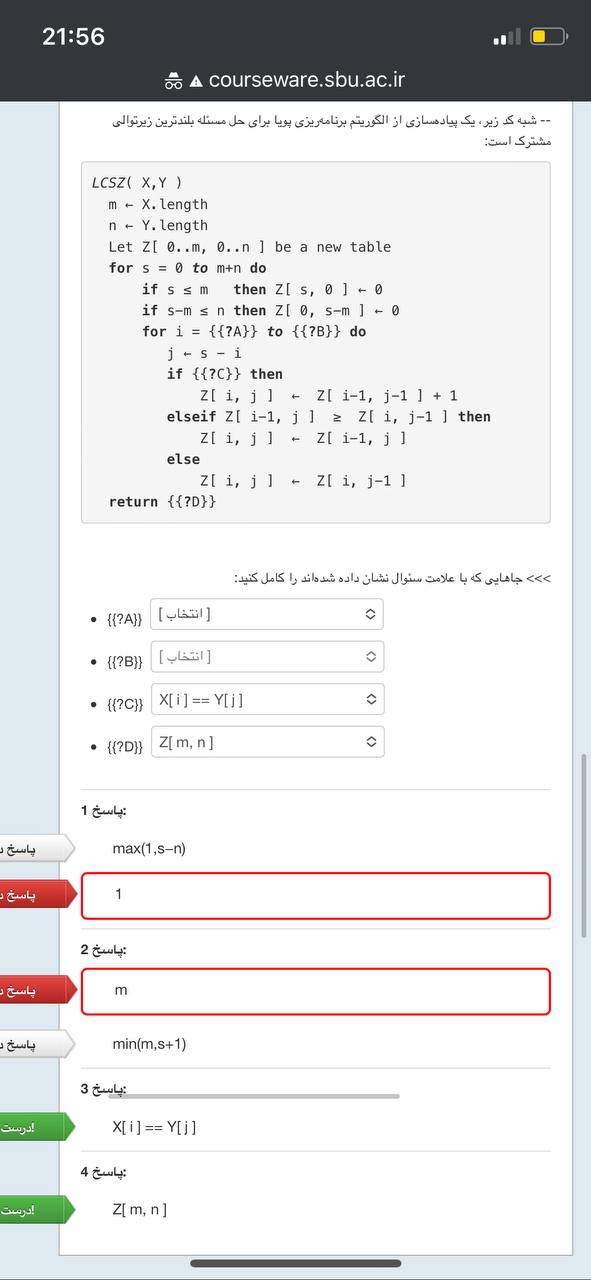 21:56
courseware.sbu.ac.ir
-- شبه کد زیر، یک پیاده‌سازی از الگوریتم برنامه‌ریزی پویا برای حل مسئله بلندترین زیرتوالی
مشترک است:
LCSZ( X,Y )
m ← X.length
n ← Y.length
Let Z[ 0..m, 0..n ] be a new table
for s = 0 to m+n do
if s ≤ m then Z[ s, 0 ] ← 0
if s-m ≤ n then Z[ 0, s-m ] ← 0
for i = {{?A}} to {{?B}} do
j ← s - i
if {{?C}} then
Z[ i, j ] ← Z[ i-1, j-1 ] + 1
elseif Z[ i-1, j ] ≥ Z[ i, j-1 ] then
Z[ i, j ] ← Z[ i-1, j ]
else
Z[ i, j ] ← Z[ i, j-1 ]
return {{?D}}
>>> جاهایی که با علامت سئوال نشان داده شده‌اند را کامل کنید:
• {{?A}} [ انتخاب ]
• {{?B}} [ انتخاب ]
• {{?C}} X[ i ] == Y[ j ]
• {{?D}} Z[ m, n ]
پاسخ 1:
پاسخ د
max(1,s-n)
پاسخ د
1
پاسخ 2:
پاسخ د
m
پاسخ د
min(m,s+1)
پاسخ 3:
درست!
X[ i ] == Y[ j ]
پاسخ 4:
درست!
Z[ m, n ]